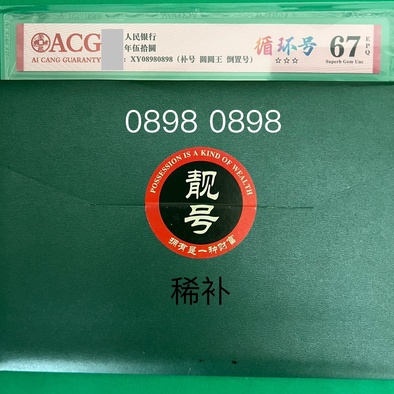 ACG
AI CANG GUARANTY
人民银行
年伍拾圆
: XY08980898（补号 圆圆王 倒置号）
循环号
☆☆☆
67
EPQ
Superb Gem Unc
0898 0898
POSSESSION IS A KIND OF WEALTH
靓号
拥有是一种财富
稀补